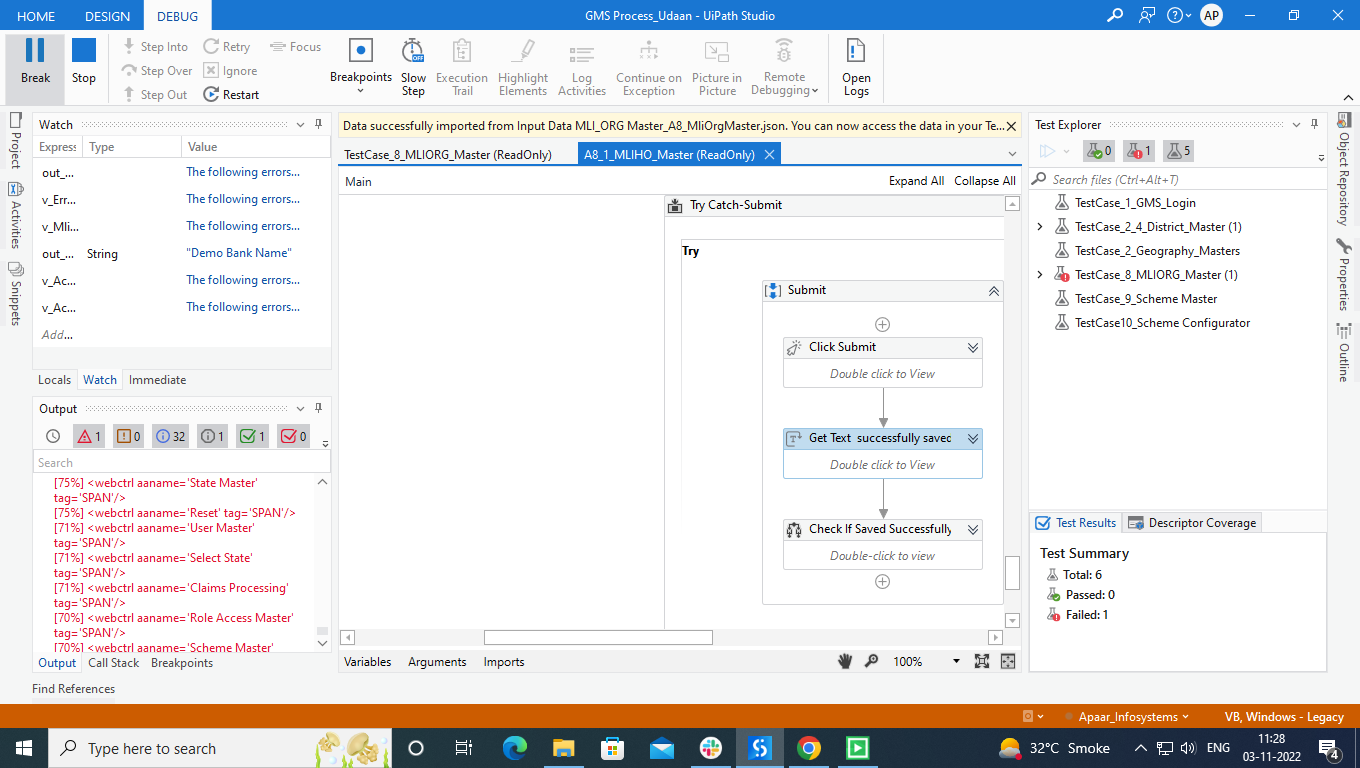 HOME DESIGN DEBUG
GMS Process_Udaan - UiPath Studio
AP
Break
Stop
Step Into
Step Over
Step Out
Retry
Ignore
Restart
Focus
Breakpoints
Slow
Step
OFF
Execution
Trail
Highlight
Elements
Log
Activities
Continue on
Exception
Picture in
Picture
Remote
Debugging
Open
Logs
Project
Activities
Snippets
Watch
Express Type Value
out_... The following errors...
v_Err... The following errors...
v_Mli... The following errors...
out_... String "Demo Bank Name"
v_Ac... The following errors...
v_Ac... The following errors...
Add...
Locals Watch Immediate
Output
1 0 32 1 1 0
Search
[75%] <webctrl aaname='State Master'
tag='SPAN'/>
[75%] <webctrl aaname='Reset' tag='SPAN'/>
[71%] <webctrl aaname='User Master'
tag='SPAN'/>
[71%] <webctrl aaname='Select State'
tag='SPAN'/>
[71%] <webctrl aaname='Claims Processing'
tag='SPAN'/>
[70%] <webctrl aaname='Role Access Master'
tag='SPAN'/>
[70%] <webctrl aaname='Scheme Master'
Output Call Stack Breakpoints
Find References
Data successfully imported from Input Data MLI_ORG Master_A8_MliOrgMaster.json. You can now access the data in your Te...
TestCase_8_MLIORG_Master (ReadOnly) A8_1_MLIHO_Master (ReadOnly)
Main Expand All Collapse All
Try Catch-Submit
Try
Submit
Click Submit
Double click to View
Get Text successfully saved
Double click to View
Check If Saved Successfully
Double-click to view
Variables Arguments Imports 100%
Test Explorer
0 1 5
Search files (Ctrl+Alt+T)
TestCase_1_GMS_Login
TestCase_2_4_District_Master (1)
TestCase_2_Geography_Masters
TestCase_8_MLIORG_Master (1)
TestCase_9_Scheme Master
TestCase10_Scheme Configurator
Test Results Descriptor Coverage
Test Summary
Total: 6
Passed: 0
Failed: 1
Object Repository
Properties
Outline
Apaar_Infosystems VB, Windows - Legacy
Type here to search
32°C Smoke
ENG
11:28
03-11-2022
4